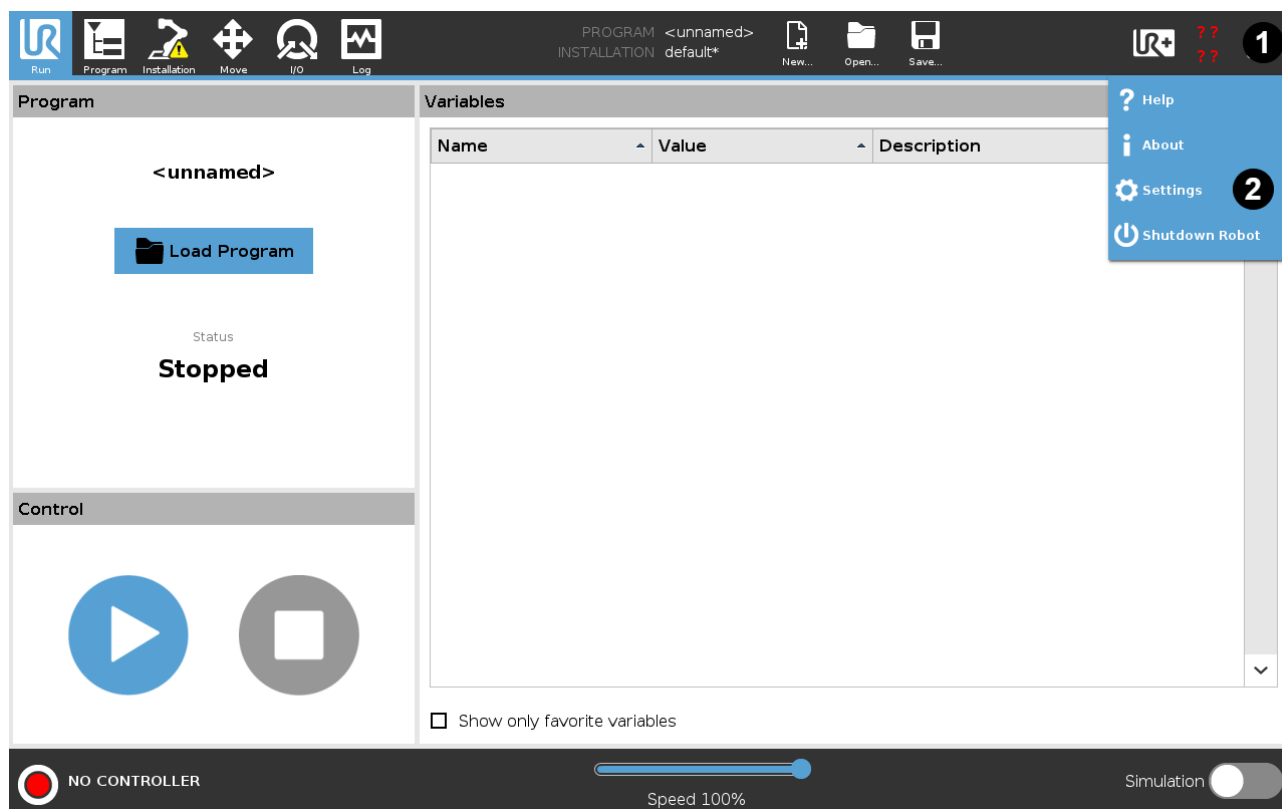 PROGRAM <unnamed>
INSTALLATION default*
UR+
? ?
? ?
1
Run Program Installation Move I/O Log
New... Open... Save...
Program
<unnamed>
Load Program
Status
Stopped
Control
Variables
Name Value Description
Show only favorite variables
? Help
i About
Settings 2
Shutdown Robot
NO CONTROLLER
Speed 100%
Simulation